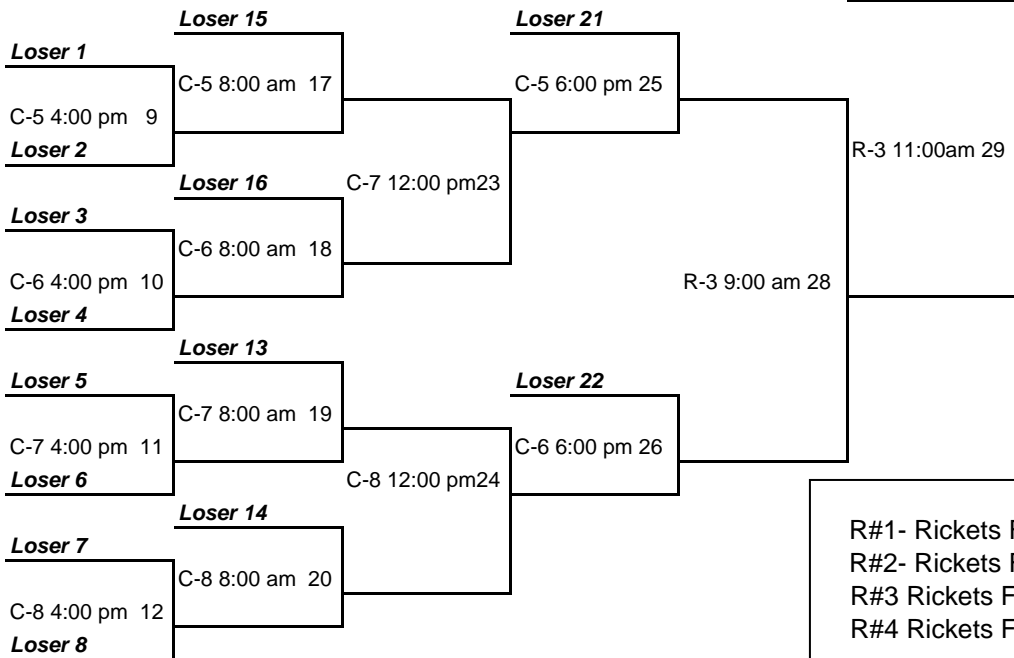 Loser 15
Loser 21
Loser 1
C-5 8:00 am 17
C-5 6:00 pm 25
C-5 4:00 pm 9
Loser 2
R-3 11:00am 29
Loser 16
C-7 12:00 pm23
Loser 3
C-6 8:00 am 18
C-6 4:00 pm 10
R-3 9:00 am 28
Loser 4
Loser 13
Loser 5
Loser 22
C-7 8:00 am 19
C-7 4:00 pm 11
C-6 6:00 pm 26
Loser 6
C-8 12:00 pm24
Loser 14
R#1- Rickets F
Loser 7
R#2- Rickets F
C-8 8:00 am 20
R#3 Rickets F
C-8 4:00 pm 12
R#4 Rickets F
Loser 8